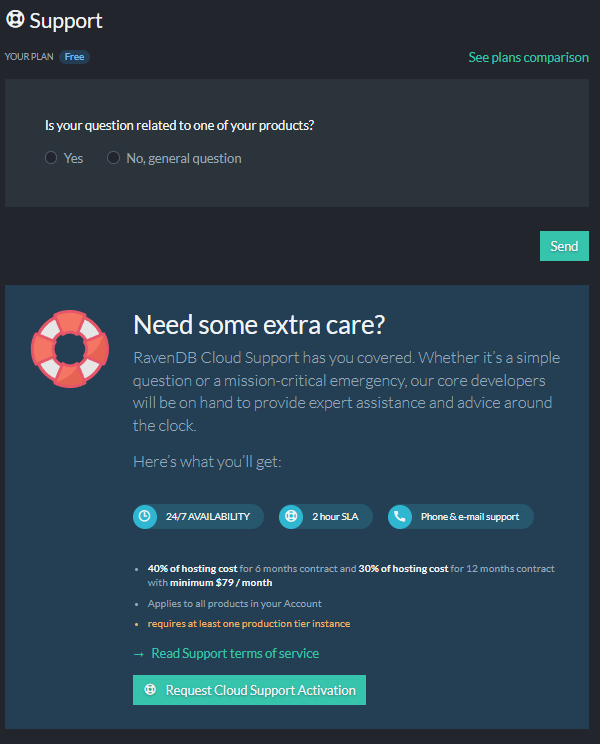 Support
YOUR PLAN Free
See plans comparison
Is your question related to one of your products?
Yes No, general question
Send
Need some extra care?
RavenDB Cloud Support has you covered. Whether it's a simple
question or a mission-critical emergency, our core developers
will be on hand to provide expert assistance and advice around
the clock.
Here's what you'll get:
24/7 AVAILABILITY 2 hour SLA Phone & e-mail support
• 40% of hosting cost for 6 months contract and 30% of hosting cost for 12 months contract
with minimum $79 / month
• Applies to all products in your Account
• requires at least one production tier instance
→ Read Support terms of service
Request Cloud Support Activation